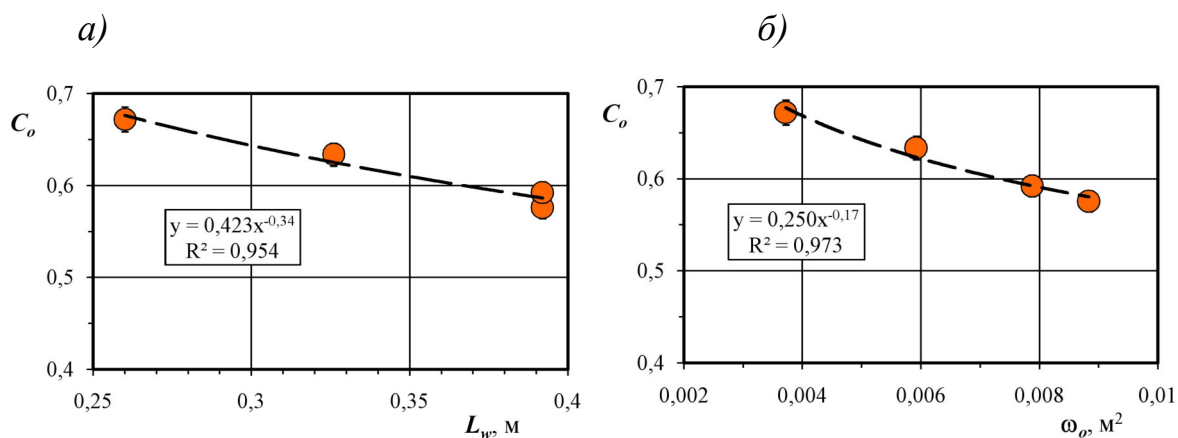 а)
0,7
C_o
0,6
0,5
0,4
y = 0,423x^-0,34
R² = 0,954
0,25
0,3
0,35
0,4
L_w, м
б)
0,7
C_o
0,6
0,5
0,4
y = 0,250x^-0,17
R² = 0,973
0,002
0,004
0,006
0,008
0,01
ω_o, м²